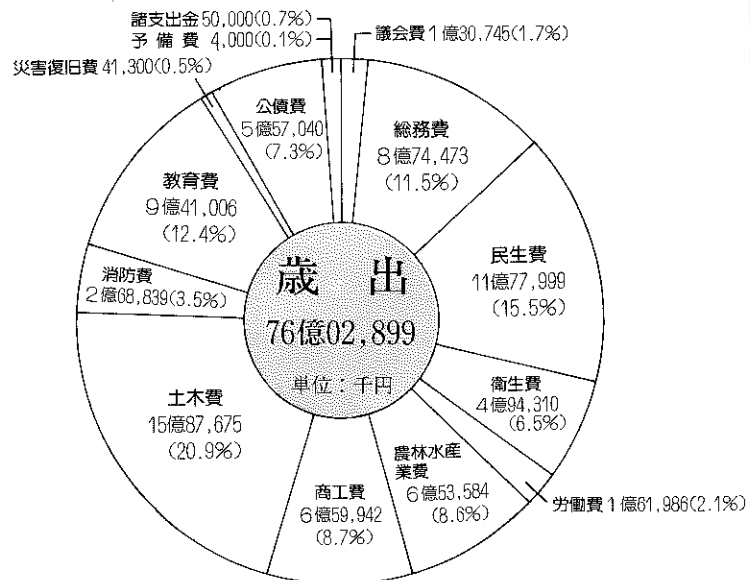 諸支出金 50,000(0.7%)
予備費 4,000(0.1%)
災害復旧費 41,300(0.5%)
議会費 1億30,745(1.7%)
総務費
8億74,473
(11.5%)
民生費
11億77,999
(15.5%)
衛生費
4億94,310
(6.5%)
労働費 1億61,986(2.1%)
農林水産
業費
6億53,584
(8.6%)
商工費
6億59,942
(8.7%)
土木費
15億87,675
(20.9%)
消防費
2億68,839(3.5%)
教育費
9億41,006
(12.4%)
公債費
5億57,040
(7.3%)
歳 出
76億02,899
単位:千円